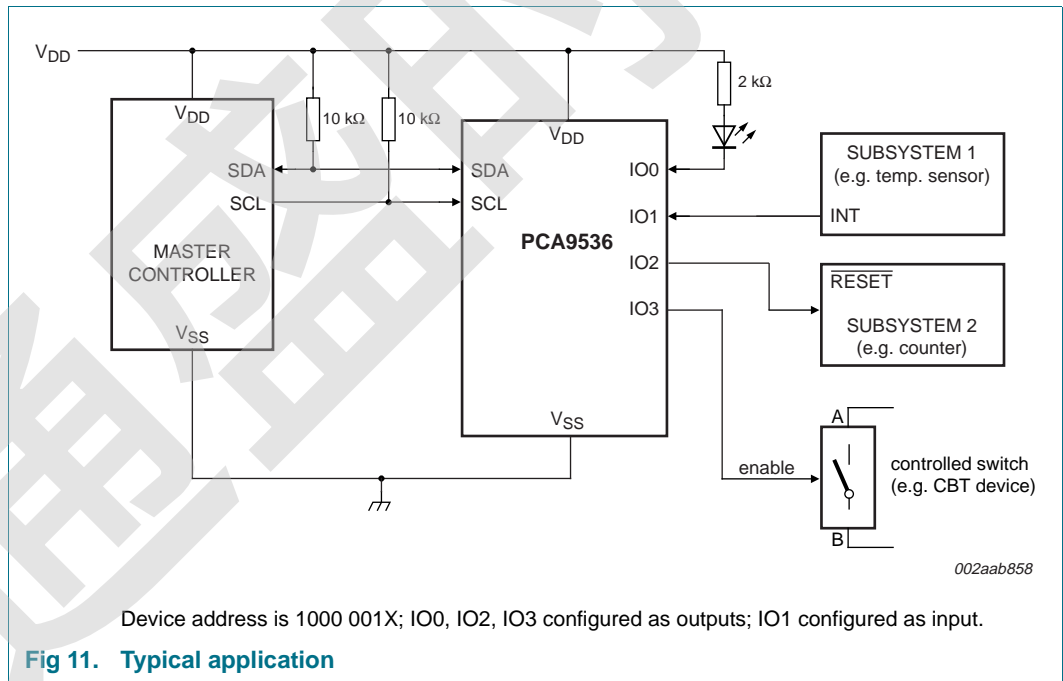 VDD
VDD
10 kΩ
10 kΩ
2 kΩ
VDD
SDA
SCL
MASTER
CONTROLLER
VSS
SDA
SCL
PCA9536
IO0
IO1
IO2
IO3
VSS
SUBSYSTEM 1
(e.g. temp. sensor)
INT
RESET
SUBSYSTEM 2
(e.g. counter)
A
enable
controlled switch
(e.g. CBT device)
B
002aab858
Device address is 1000 001X; IO0, IO2, IO3 configured as outputs; IO1 configured as input.
Fig 11. Typical application